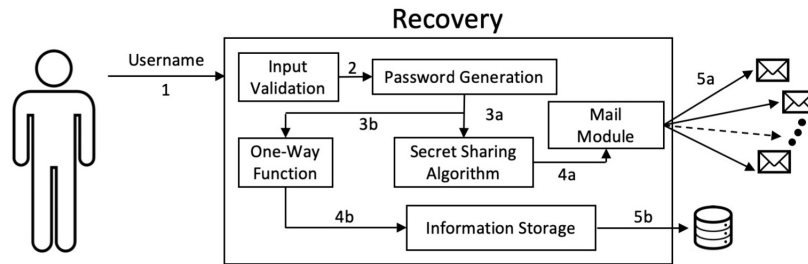 Recovery
Username
1
Input
Validation
2
Password Generation
5a
3b
3a
Mail
Module
One-Way
Function
Secret Sharing
Algorithm
4a
4b
Information Storage
5b